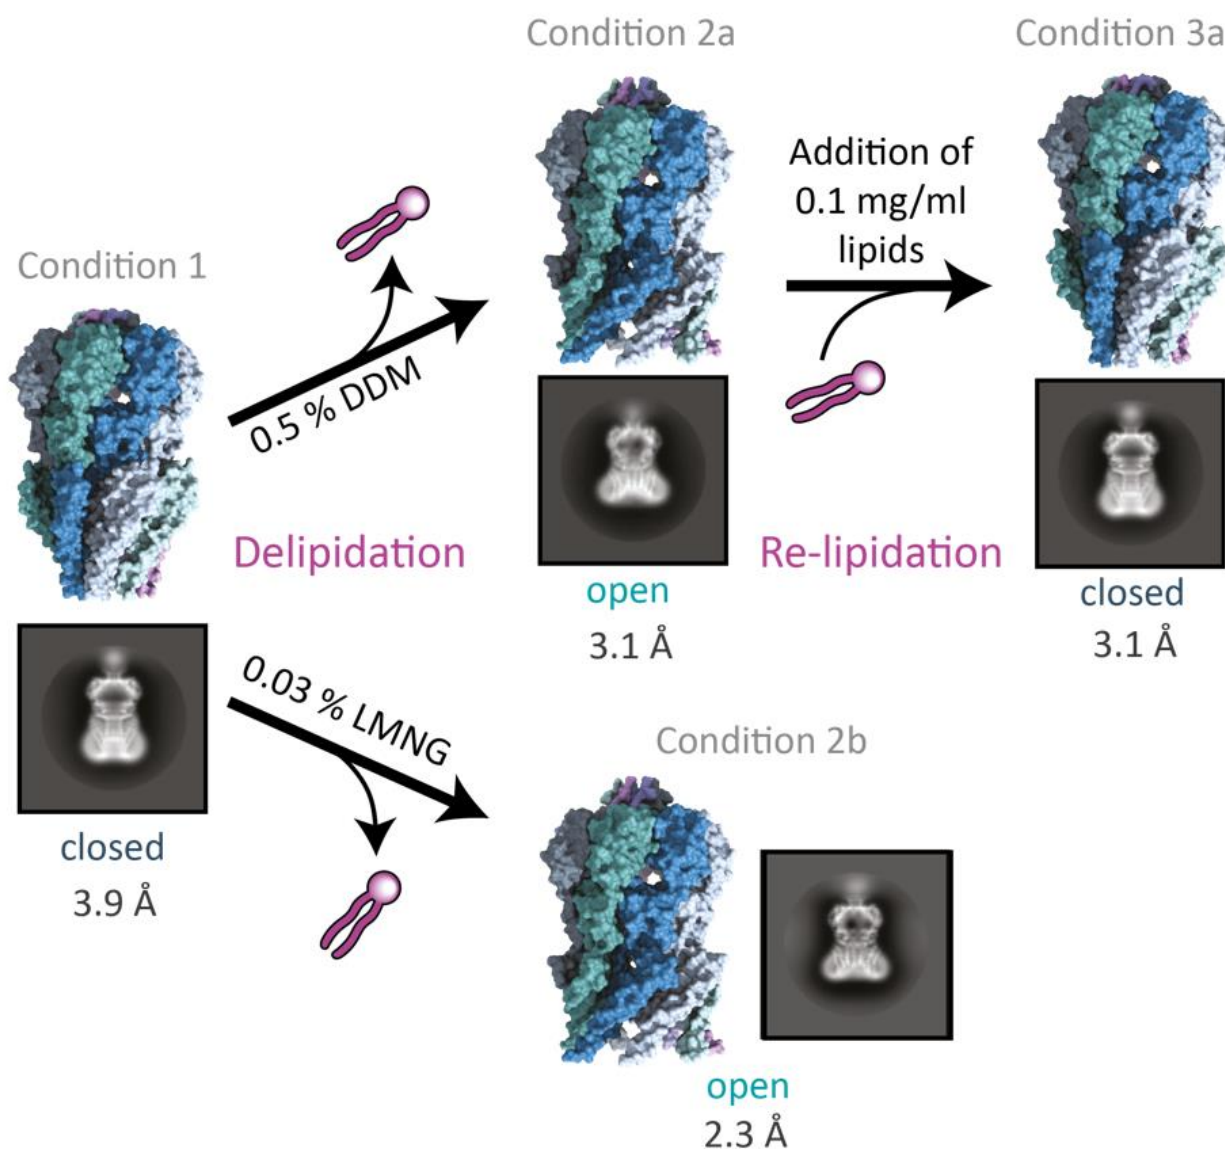 Condition 1
closed
3.9 Å
0.5 % DDM
Delipidation
0.03 % LMNG
Condition 2a
open
3.1 Å
Addition of
0.1 mg/ml
lipids
Re-lipidation
Condition 3a
closed
3.1 Å
Condition 2b
open
2.3 Å